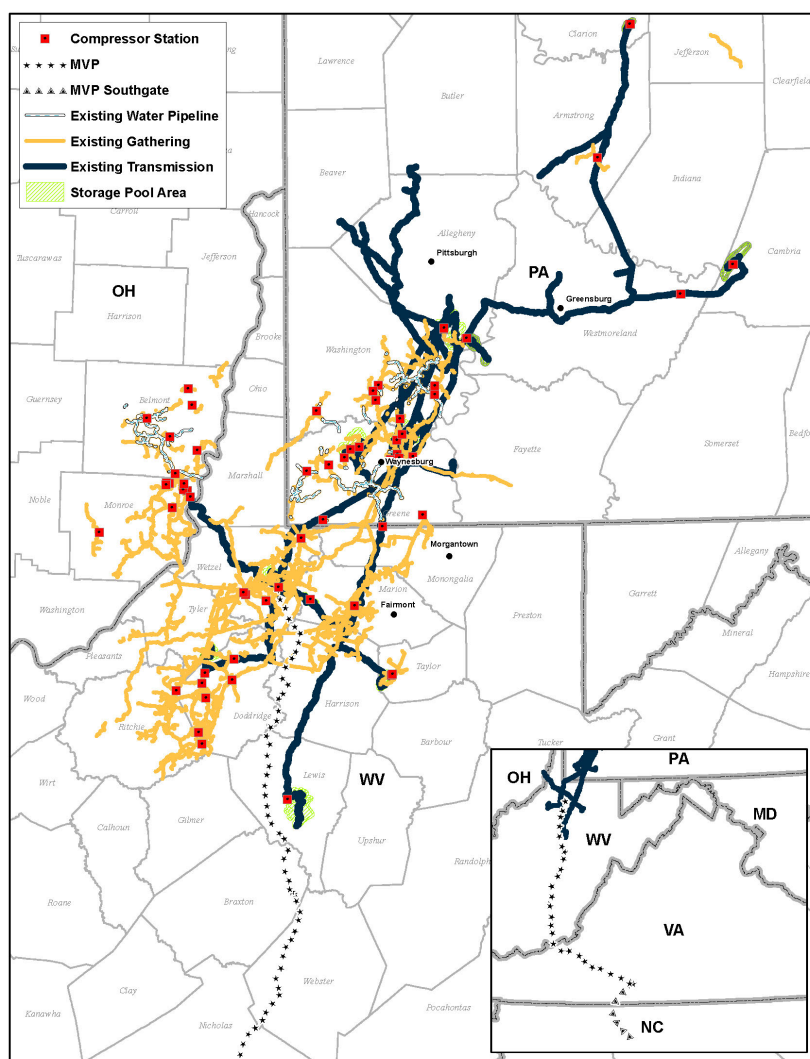 Compressor Station
MVP
MVP Southgate
Existing Water Pipeline
Existing Gathering
Existing Transmission
Storage Pool Area
Clarion
Jefferson
Lawrence
Butler
Clearfield
Armstrong
Beaver
Indiana
Carroll
Hancock
Allegheny
Jefferson
Pittsburgh
Cambria
Tuscarawas
PA
OH
Greensburg
Harrison
Westmoreland
Brooke
Washington
Ohio
Guernsey
Belmont
Fayette
Somerset
Bedford
Waynesburg
Marshall
Noble
Monroe
Greene
Morgantown
Allegany
Wetzel
Monongalia
Garrett
Marion
Washington
Tyler
Fairmont
Preston
Mineral
Pleasants
Taylor
Hampshire
Wood
Harrison
Doddridge
Ritchie
Barbour
Grant
Tucker
PA
Lewis
WV
OH
Wirt
MD
Gilmer
WV
Calhoun
Upshur
Randolph
Roane
Braxton
VA
Webster
Clay
Pocahontas
Kanawha
Nicholas
NC